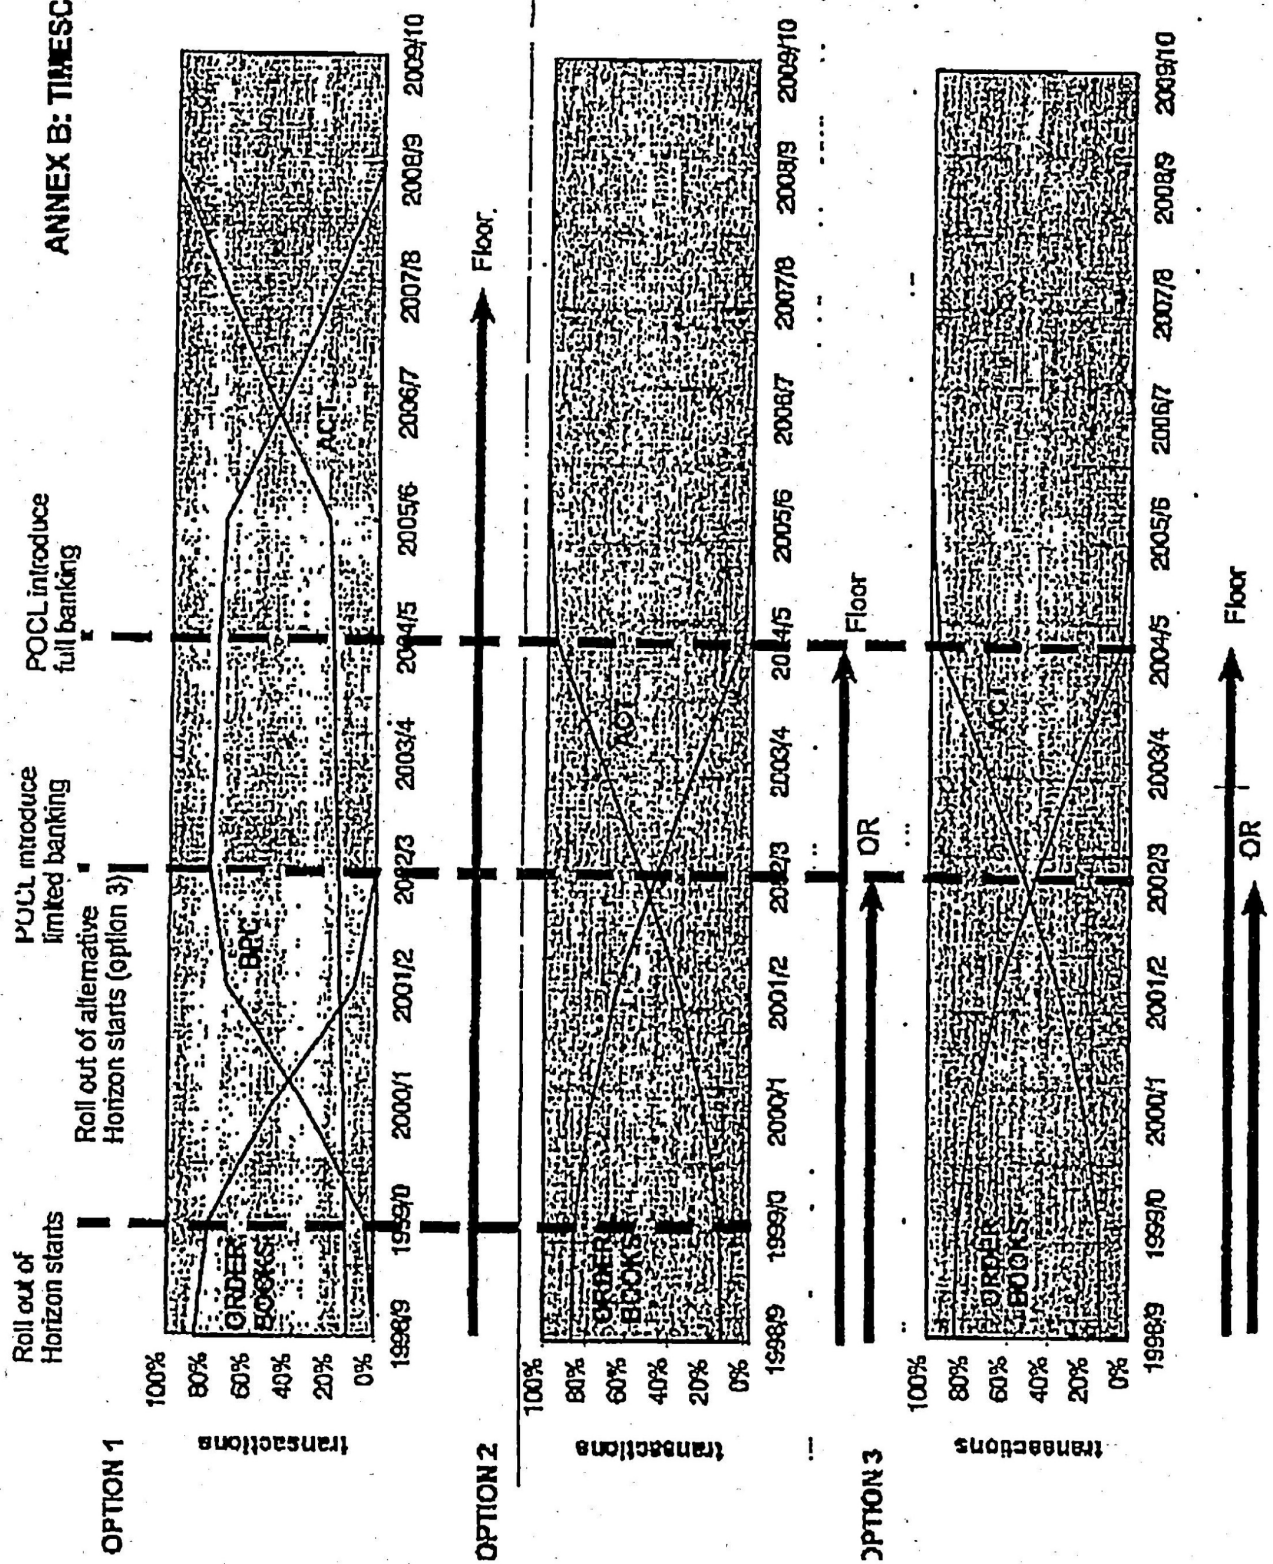 ANNEX B: TIMESC
Roll out of
Horizon starts
Roll out of alternative
Horizon starts (option 3)
POCL introduce
limited banking
POCL introduce
full banking
OPTION 1
transactions
100%
80%
60%
40%
20%
0%
ORDER
BOOKS
BPC
ACT
1998/9
1999/0
2000/1
2001/2
2002/3
2003/4
2004/5
2005/6
2006/7
2007/8
2008/9
2009/10
Floor
OPTION 2
transactions
100%
80%
60%
40%
20%
0%
ORDER
BOOKS
ACT
1998/9
1999/0
2000/1
2001/2
2002/3
2003/4
2004/5
2005/6
2006/7
2007/8
2008/9
2009/10
Floor
OR
OPTION 3
transactions
100%
80%
60%
40%
20%
0%
ORDER
BOOKS
ACT
1998/9
1999/0
2000/1
2001/2
2002/3
2003/4
2004/5
2005/6
2006/7
2007/8
2008/9
2009/10
Floor
OR